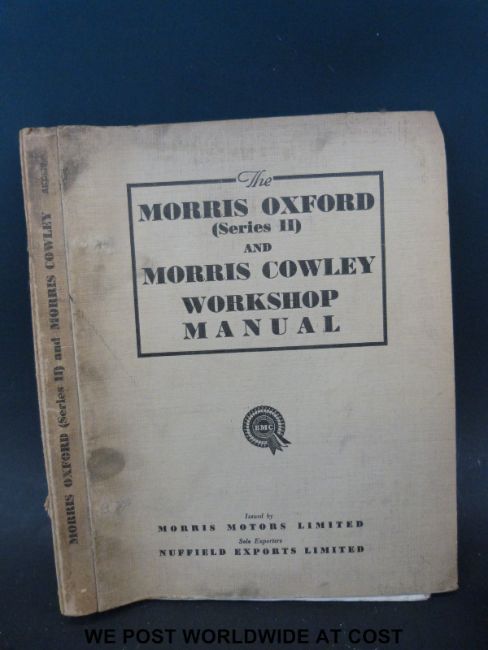 The
MORRIS OXFORD
(Series II)
AND
MORRIS COWLEY
WORKSHOP
MANUAL
BMC
Issued by
MORRIS MOTORS LIMITED
Sole Exporters
NUFFIELD EXPORTS LIMITED
MORRIS OXFORD (Series II) and MORRIS COWLEY
WE POST WORLDWIDE AT COST